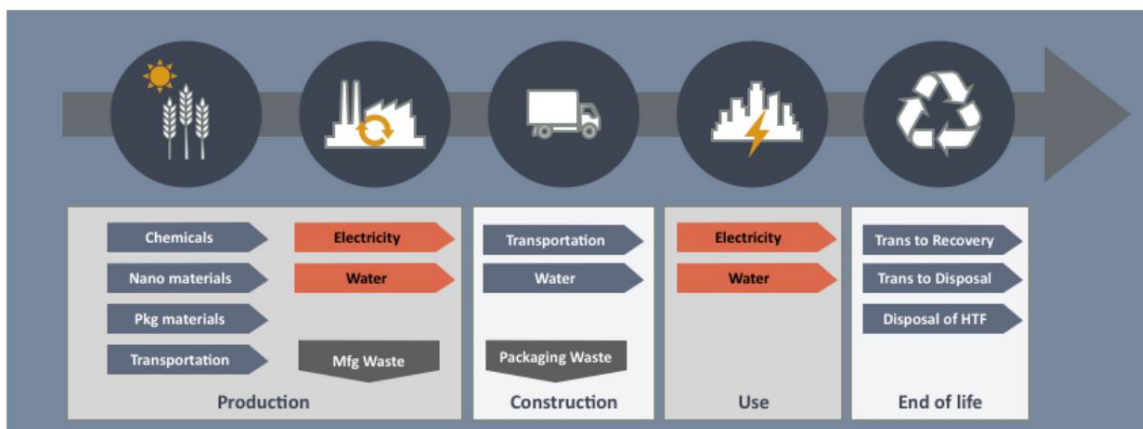 Chemicals
Nano materials
Pkg materials
Transportation
Electricity
Water
Mfg Waste
Production
Transportation
Water
Packaging Waste
Construction
Electricity
Water
Use
Trans to Recovery
Trans to Disposal
Disposal of HTF
End of life